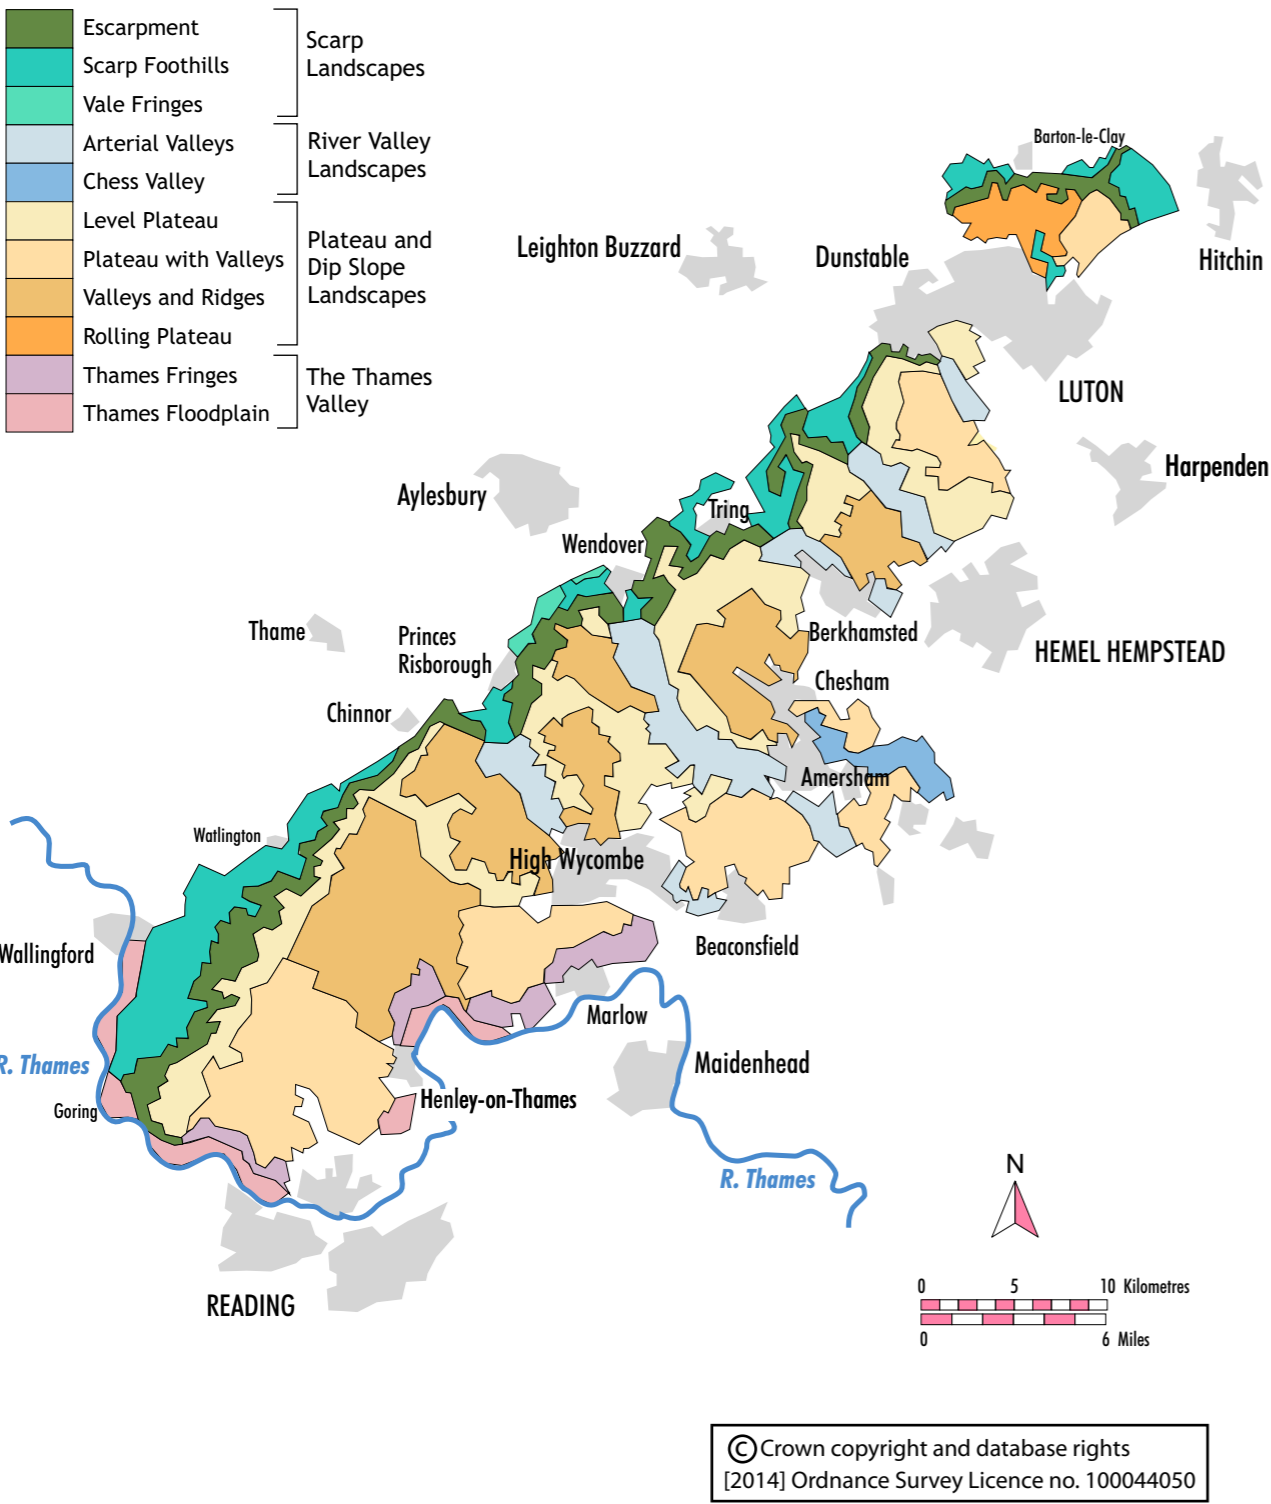 Escarpment
Scarp Foothills
Vale Fringes
Scarp
Landscapes
Arterial Valleys
Chess Valley
River Valley
Landscapes
Level Plateau
Plateau with Valleys
Valleys and Ridges
Rolling Plateau
Plateau and
Dip Slope
Landscapes
Thames Fringes
Thames Floodplain
The Thames
Valley
Barton-le-Clay
Leighton Buzzard
Dunstable
Hitchin
LUTON
Harpenden
Aylesbury
Tring
Wendover
Thame
Princes
Risborough
Berkhamsted
HEMEL HEMPSTEAD
Chesham
Chinnor
Amersham
Watlington
High Wycombe
Wallingford
Beaconsfield
Marlow
R. Thames
Maidenhead
Goring
Henley-on-Thames
R. Thames
READING
N
0 5 10 Kilometres
0 6 Miles
© Crown copyright and database rights
[2014] Ordnance Survey Licence no. 100044050